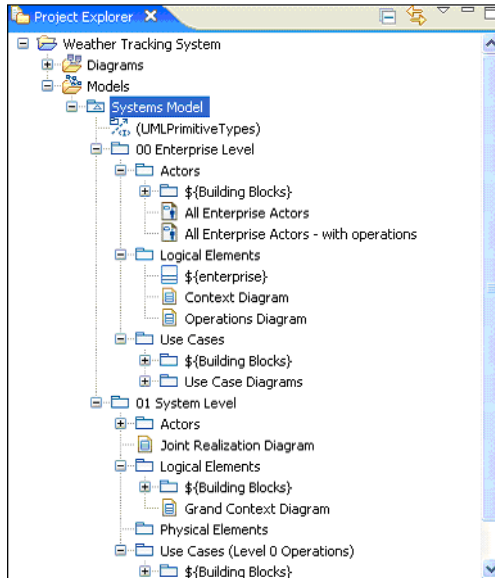 Project Explorer
Weather Tracking System
Diagrams
Models
Systems Model
(UMLPrimitiveTypes)
00 Enterprise Level
Actors
${Building Blocks}
All Enterprise Actors
All Enterprise Actors - with operations
Logical Elements
${enterprise}
Context Diagram
Operations Diagram
Use Cases
${Building Blocks}
Use Case Diagrams
01 System Level
Actors
Joint Realization Diagram
Logical Elements
${Building Blocks}
Grand Context Diagram
Physical Elements
Use Cases (Level 0 Operations)
${Building Blocks}